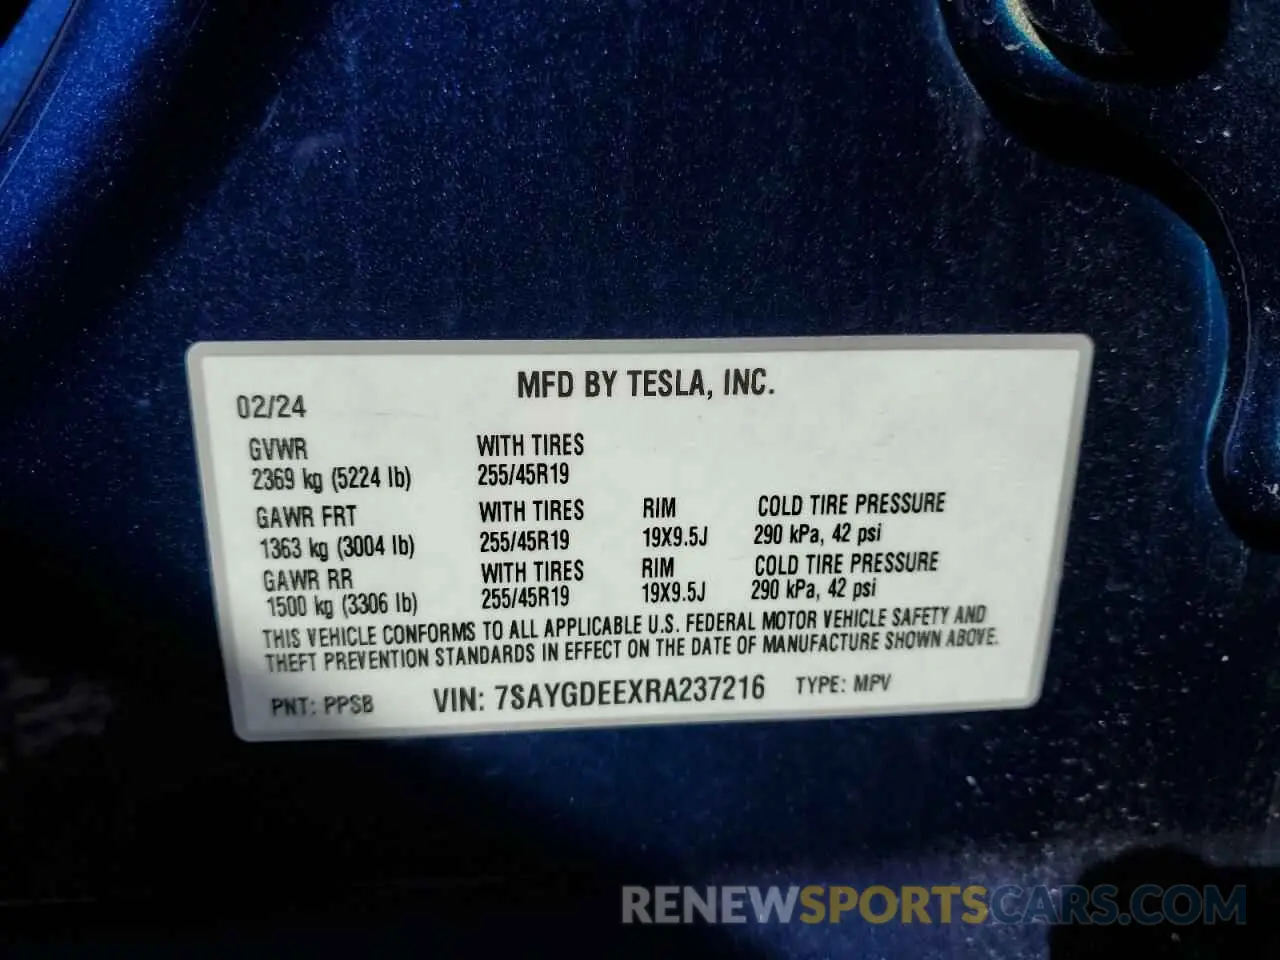 MFD BY TESLA, INC.
02/24
GVWR WITH TIRES
2369 kg (5224 lb) 255/45R19
GAWR FRT WITH TIRES RIM COLD TIRE PRESSURE
1363 kg (3004 lb) 255/45R19 19X9.5J 290 kPa, 42 psi
GAWR RR WITH TIRES RIM COLD TIRE PRESSURE
1500 kg (3306 lb) 255/45R19 19X9.5J 290 kPa, 42 psi
THIS VEHICLE CONFORMS TO ALL APPLICABLE U.S. FEDERAL MOTOR VEHICLE SAFETY AND
THEFT PREVENTION STANDARDS IN EFFECT ON THE DATE OF MANUFACTURE SHOWN ABOVE.
PNT: PPSB VIN: 7SAYGDEEXRA237216 TYPE: MPV
RENEWSPORTSCARS.COM